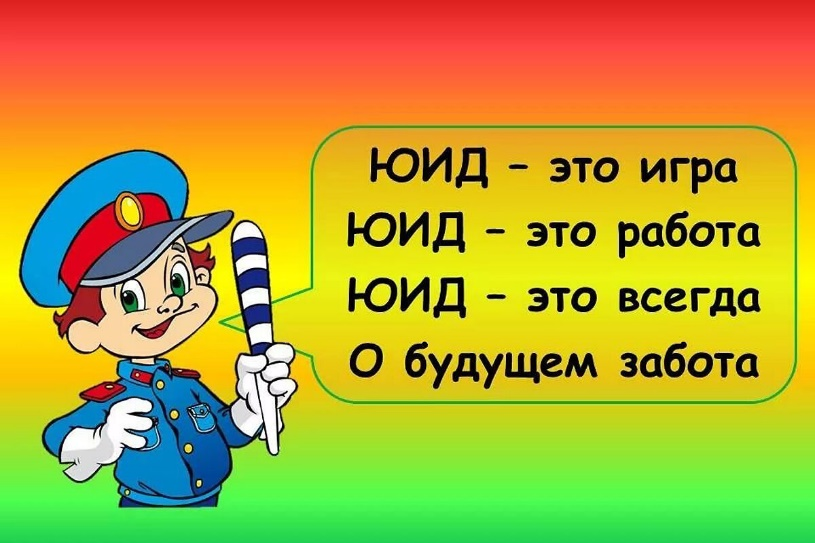 ЮИД – это игра
ЮИД – это работа
ЮИД – это всегда
О будущем забота